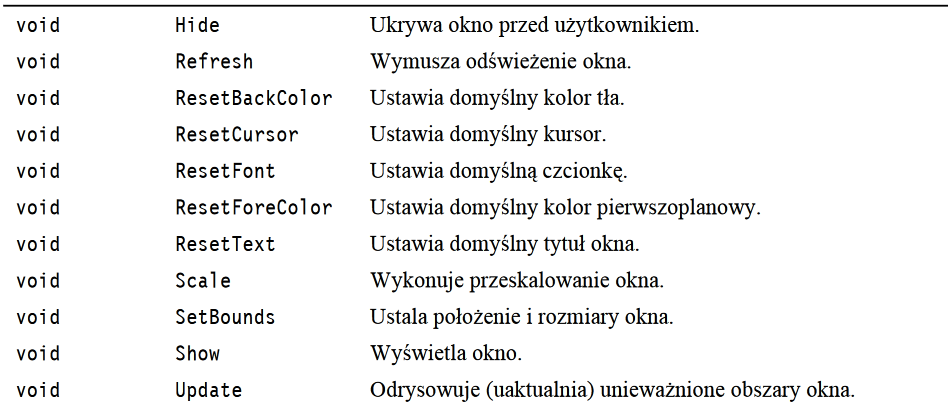 void Hide Ukrywa okno przed użytkownikiem.
void Refresh Wymusza odświeżenie okna.
void ResetBackColor Ustawia domyślny kolor tła.
void ResetCursor Ustawia domyślny kursor.
void ResetFont Ustawia domyślną czcionkę.
void ResetForeColor Ustawia domyślny kolor pierwszoplanowy.
void ResetText Ustawia domyślny tytuł okna.
void Scale Wykonuje przeskalowanie okna.
void SetBounds Ustala położenie i rozmiary okna.
void Show Wyświetla okno.
void Update Odrysowuje (uaktualnia) unieważnione obszary okna.